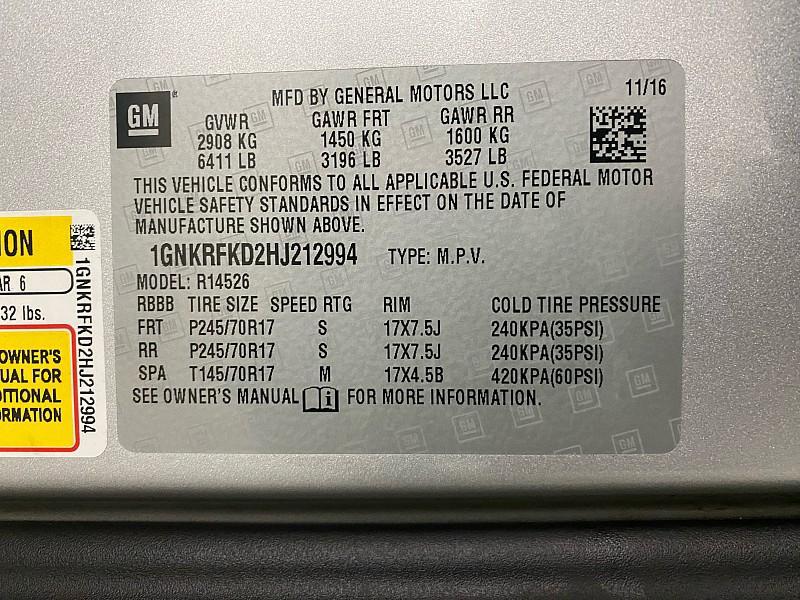 GM
MFD BY GENERAL MOTORS LLC 11/16
GVWR GAWR FRT GAWR RR
2908 KG 1450 KG 1600 KG
6411 LB 3196 LB 3527 LB
THIS VEHICLE CONFORMS TO ALL APPLICABLE U.S. FEDERAL MOTOR
VEHICLE SAFETY STANDARDS IN EFFECT ON THE DATE OF
MANUFACTURE SHOWN ABOVE.
1GNKRFKD2HJ212994 TYPE: M.P.V.
MODEL: R14526
RBBB TIRE SIZE SPEED RTG RIM COLD TIRE PRESSURE
FRT P245/70R17 S 17X7.5J 240KPA(35PSI)
RR P245/70R17 S 17X7.5J 240KPA(35PSI)
SPA T145/70R17 M 17X4.5B 420KPA(60PSI)
SEE OWNER'S MANUAL i FOR MORE INFORMATION.
ION
AR 6
32 lbs.
OWNER'S
UAL FOR
DITIONAL
RMATION
1GNKRFKD2HJ212994